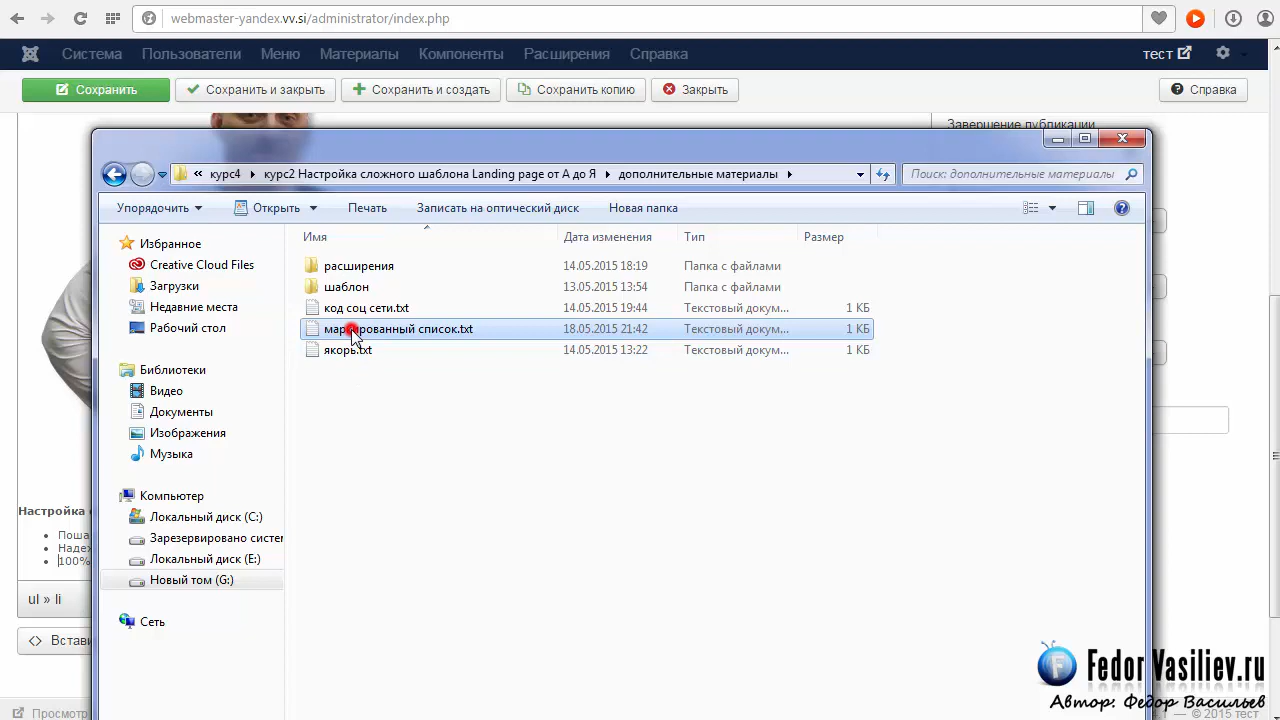 webmaster-yandex.vv.si/administrator/index.php
Система Пользователи Меню Материалы Компоненты Расширения Справка тест
Сохранить Сохранить и закрыть Сохранить и создать Сохранить копию Закрыть Справка
Завершение публикации
« курс4 курс2 Настройка сложного шаблона Landing page от А до Я дополнительные материалы Поиск: дополнительные материалы
Упорядочить Открыть Печать Записать на оптический диск Новая папка
Имя Дата изменения Тип Размер
Избранное
Creative Cloud Files
Загрузки
Недавние места
Рабочий стол
Библиотеки
Видео
Документы
Изображения
Музыка
Компьютер
Локальный диск (C:)
Зарезервировано систем
Локальный диск (E:)
Новый том (G:)
Сеть
расширения 14.05.2015 18:19 Папка с файлами
шаблон 13.05.2015 13:54 Папка с файлами
код соц сети.txt 14.05.2015 19:44 Текстовый докум... 1 КБ
маркированный список.txt 18.05.2015 21:42 Текстовый докум... 1 КБ
якорь.txt 14.05.2015 13:22 Текстовый докум... 1 КБ
Настройка
Поша
Надеж
100%
ul » li
Встави
Просмотр
FedorVasiliev.ru
Автор: Федор Васильев
— © 2015 тест